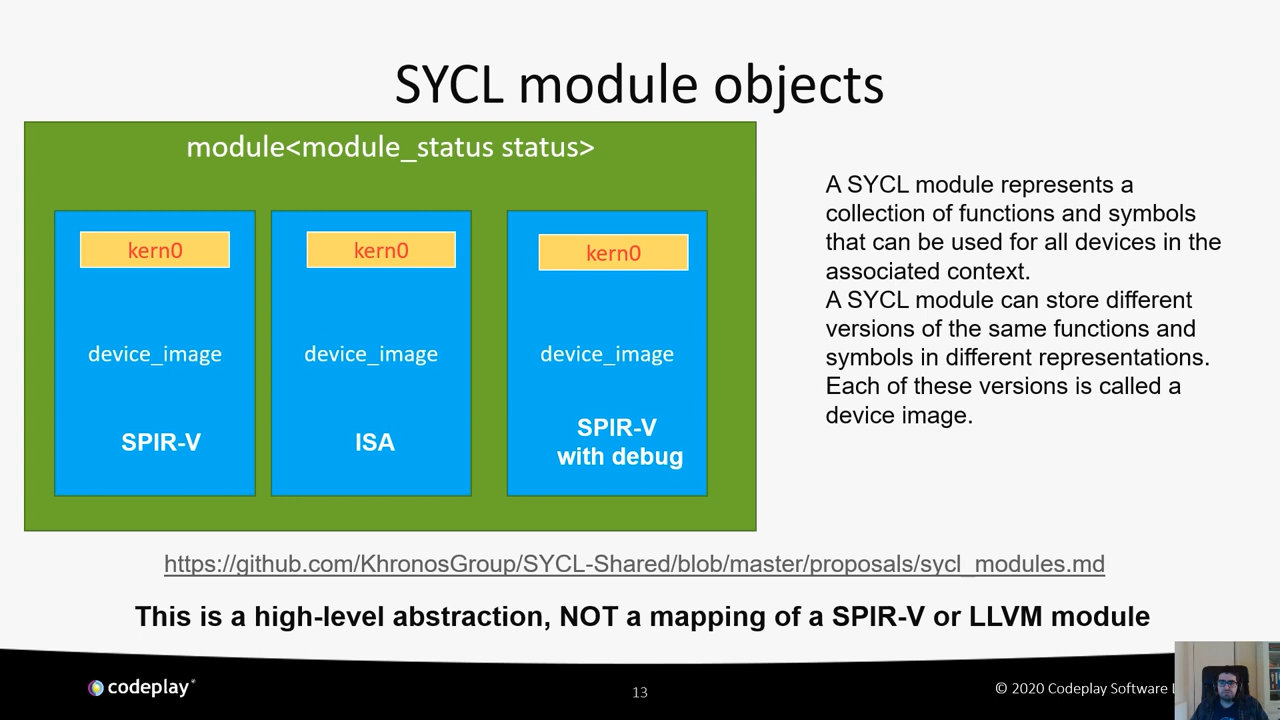 SYCL module objects
module<module_status status>
kern0
kern0
kern0
device_image
device_image
device_image
SPIR-V
ISA
SPIR-V
with debug
A SYCL module represents a
collection of functions and symbols
that can be used for all devices in the
associated context.
A SYCL module can store different
versions of the same functions and
symbols in different representations.
Each of these versions is called a
device image.
https://github.com/KhronosGroup/SYCL-Shared/blob/master/proposals/sycl_modules.md
This is a high-level abstraction, NOT a mapping of a SPIR-V or LLVM module
codeplay®
13
© 2020 Codeplay Software